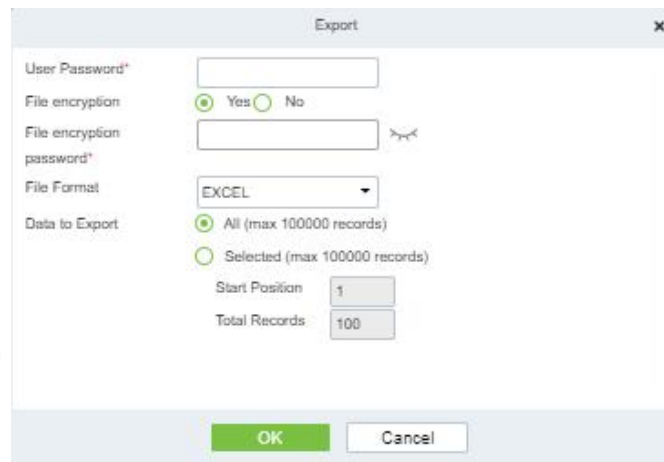 Export
User Password*
File encryption Yes No
File encryption
password*
File Format EXCEL
Data to Export All (max 100000 records)
Selected (max 100000 records)
Start Position 1
Total Records 100
OK Cancel